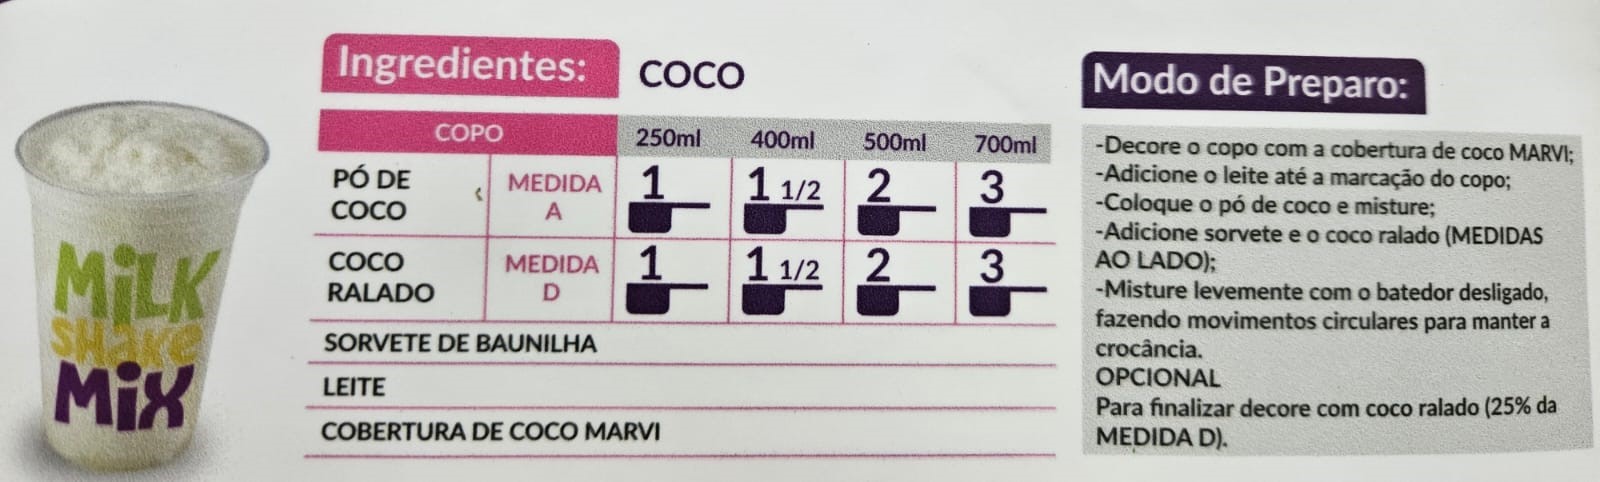 Ingredientes: COCO
COPO 250ml 400ml 500ml 700ml
PÓ DE COCO MEDIDA A 1 1 1/2 2 3
COCO RALADO MEDIDA D 1 1 1/2 2 3
SORVETE DE BAUNILHA
LEITE
COBERTURA DE COCO MARVI
MiLK
SHaKe
MiX
Modo de Preparo:
-Decore o copo com a cobertura de coco MARVI;
-Adicione o leite até a marcação do copo;
-Coloque o pó de coco e misture;
-Adicione sorvete e o coco ralado (MEDIDAS
AO LADO);
-Misture levemente com o batedor desligado,
fazendo movimentos circulares para manter a
crocância.
OPCIONAL
Para finalizar decore com coco ralado (25% da
MEDIDA D).